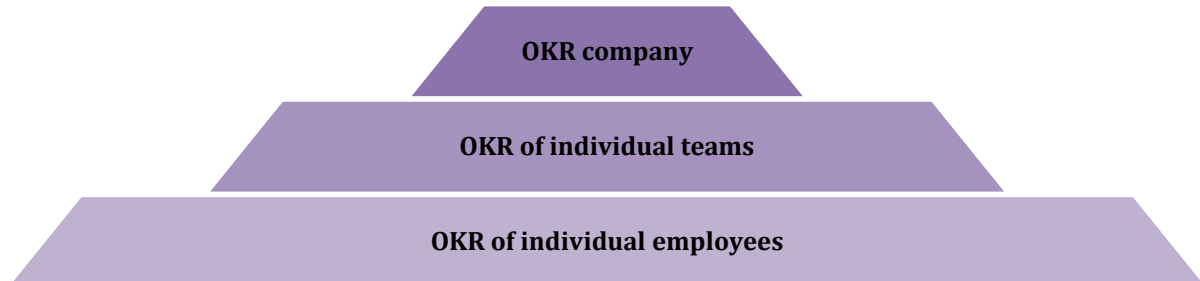 OKR company
OKR of individual teams
OKR of individual employees